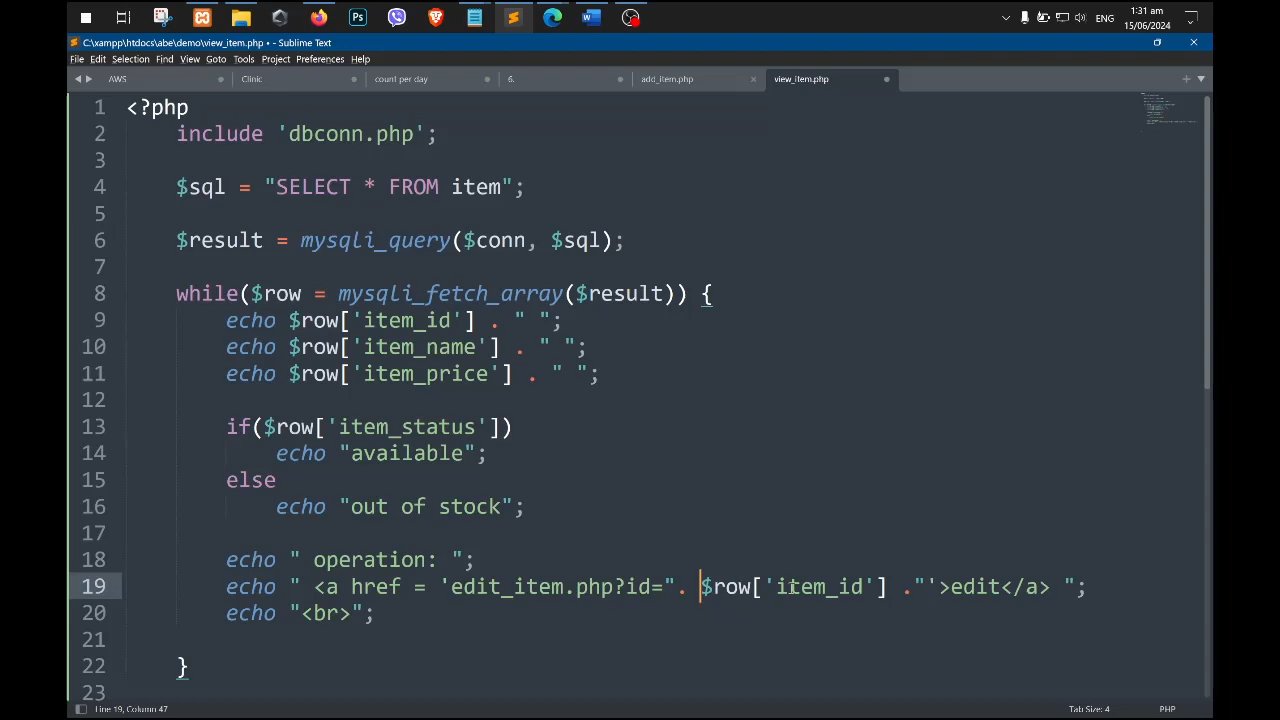 1:31 am
ENG
15/06/2024
C:\xampp\htdocs\abe\demo\view_item.php • - Sublime Text
File Edit Selection Find View Goto Tools Project Preferences Help
AWS Clinic count per day 6. add_item.php view_item.php
1 <?php
2 include 'dbconn.php';
3
4 $sql = "SELECT * FROM item";
5
6 $result = mysqli_query($conn, $sql);
7
8 while($row = mysqli_fetch_array($result)) {
9 echo $row['item_id'] . " ";
10 echo $row['item_name'] . " ";
11 echo $row['item_price'] . " ";
12
13 if($row['item_status'])
14 echo "available";
15 else
16 echo "out of stock";
17
18 echo " operation: ";
19 echo " <a href = 'edit_item.php?id=". $row['item_id'] ."'>edit</a> ";
20 echo "<br>";
21
22 }
23
Line 19, Column 47
Tab Size: 4
PHP